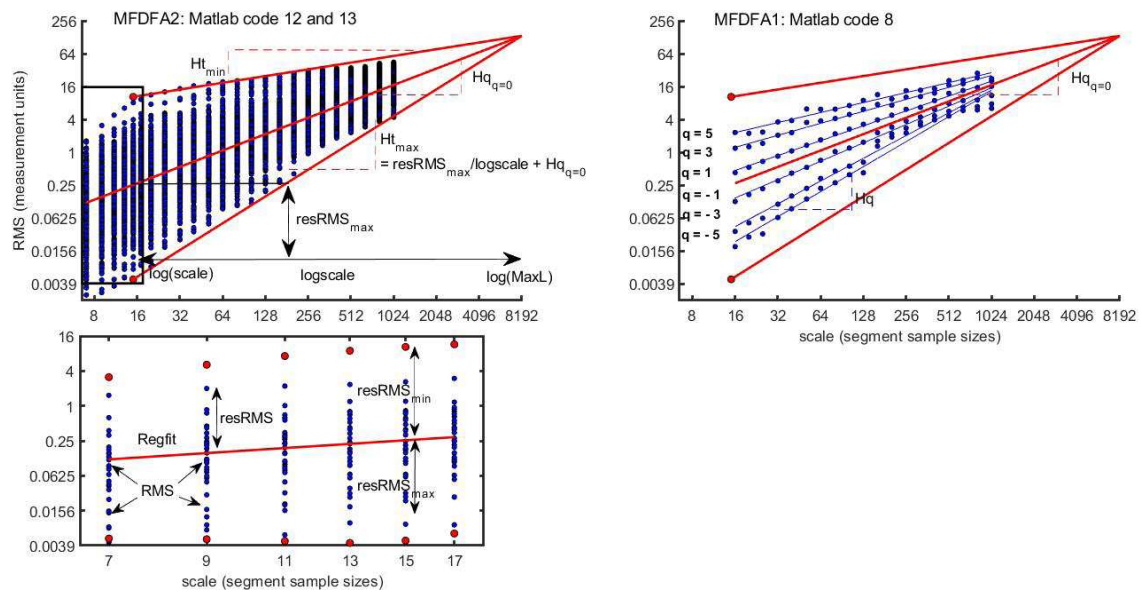 MFDFA2: Matlab code 12 and 13
RMS (measurement units)
256
64
16
4
1
0.25
0.0625
0.0156
0.0039
Ht_min
Hq_q=0
Ht_max
= resRMS_max/logscale + Hq_q=0
resRMS_max
log(scale)
logscale
log(MaxL)
8 16 32 64 128 256 512 1024 2048 4096 8192
scale (segment sample sizes)
MFDFA1: Matlab code 8
256
64
16
4
1
0.25
0.0625
0.0156
0.0039
q = 5
q = 3
q = 1
q = - 1
q = - 3
q = - 5
Hq_q=0
Hq
8 16 32 64 128 256 512 1024 2048 4096 8192
scale (segment sample sizes)
16
4
1
0.25
0.0625
0.0156
0.0039
Regfit
RMS
resRMS
resRMS_min
resRMS_max
7 9 11 13 15 17
scale (segment sample sizes)